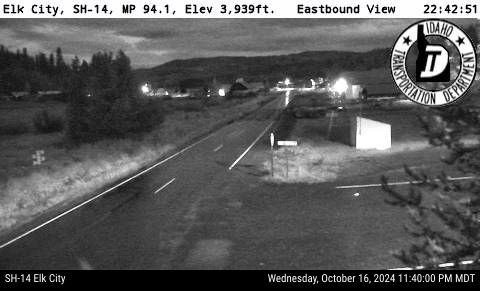 Elk City, SH-14, MP 94.1, Elev 3,939ft.   Eastbound View   22:42:51
IDAHO
TRANSPORTATION DEPARTMENT
SH-14 Elk City
Wednesday, October 16, 2024 11:40:00 PM MDT